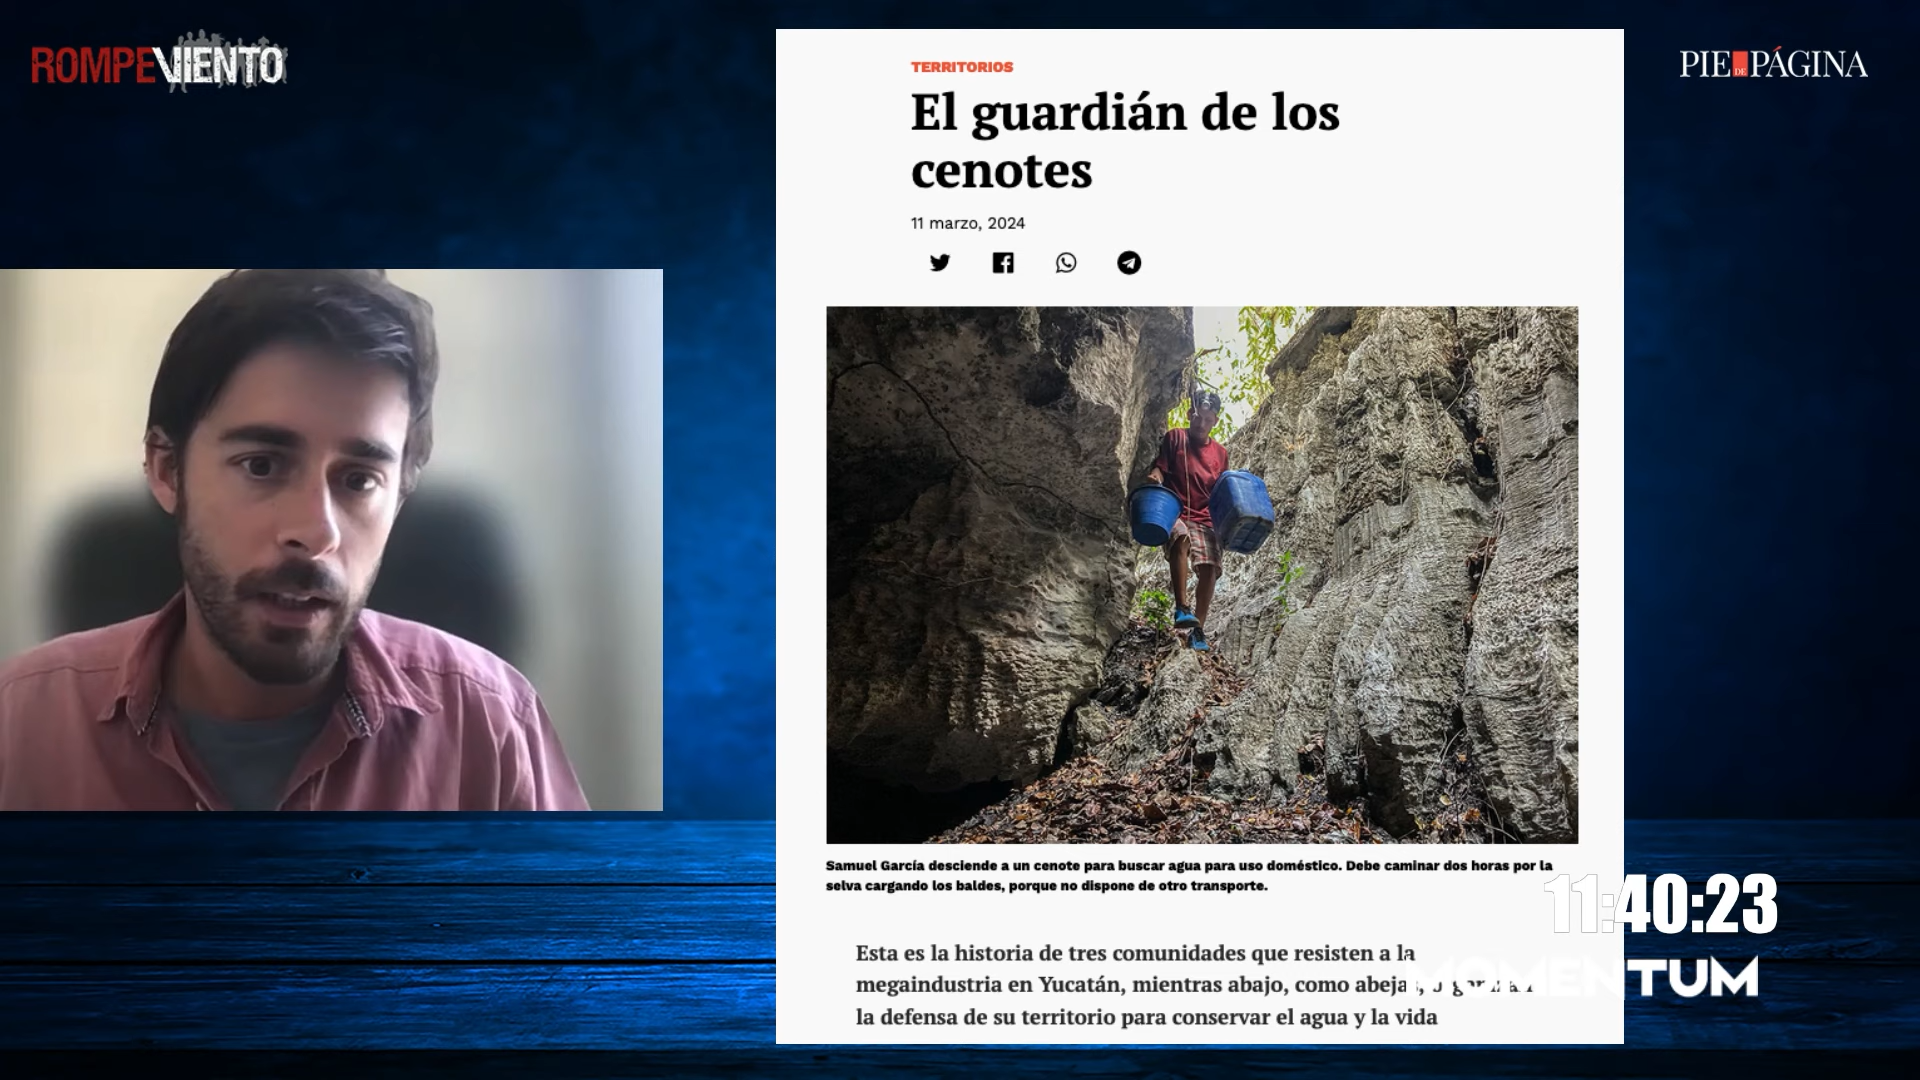 ROMPEVIENTO
PIE DE PÁGINA
TERRITORIOS
El guardián de los
cenotes
11 marzo, 2024
Samuel García desciende a un cenote para buscar agua para uso doméstico. Debe caminar dos horas por la
selva cargando los baldes, porque no dispone de otro transporte.
Esta es la historia de tres comunidades que resisten a la
megaindustria en Yucatán, mientras abajo, como abejas,
la defensa de su territorio para conservar el agua y la vida
11:40:23
MOMENTUM